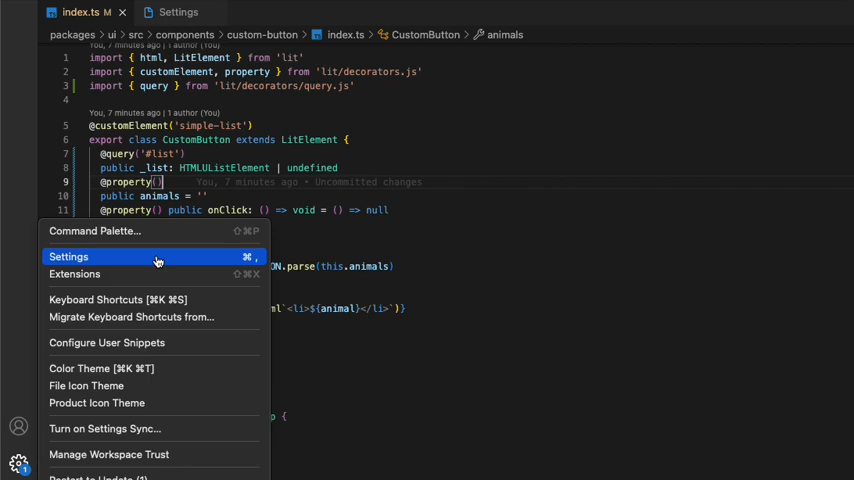 index.ts M
Settings
packages > ui > src > components > custom-button > index.ts > CustomButton > animals
You, 7 minutes ago | 1 author (You)
1 import { html, LitElement } from 'lit'
2 import { customElement, property } from 'lit/decorators.js'
3 import { query } from 'lit/decorators/query.js'
4
You, 7 minutes ago | 1 author (You)
5 @customElement('simple-list')
6 export class CustomButton extends LitElement {
7 @query('#list')
8 public _list: HTMLUListElement | undefined
9 @property() You, 7 minutes ago • Uncommitted changes
10 public animals = ''
11 @property() public onClick: () => void = () => null
Command Palette... ⇧⌘P
Settings ⌘ ,
ON.parse(this.animals)
Extensions ⇧⌘X
Keyboard Shortcuts [⌘K ⌘S]
ml`<li>${animal}</li>`)}
Migrate Keyboard Shortcuts from...
Configure User Snippets
Color Theme [⌘K ⌘T]
File Icon Theme
Product Icon Theme
p {
Turn on Settings Sync...
Manage Workspace Trust
Restart to Update (1)
1